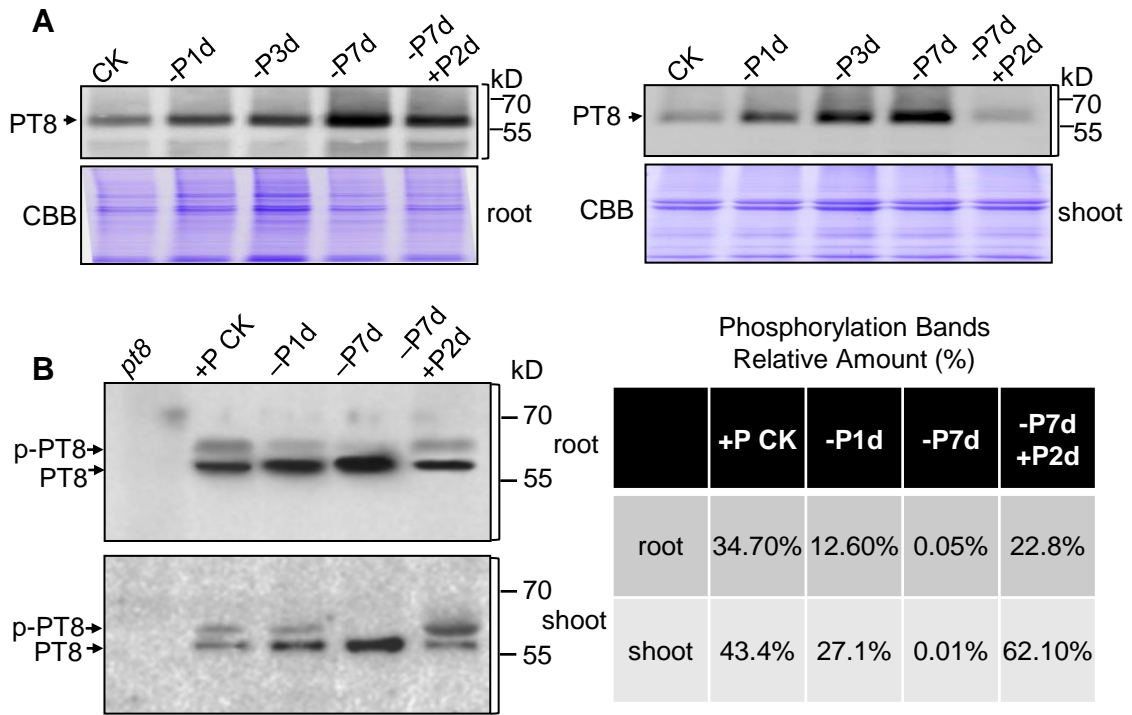 A
CK -P1d -P3d -P7d -P7d +P2d kD
PT8 70
55
CBB root
CK -P1d -P3d -P7d -P7d +P2d kD
PT8 70
55
CBB shoot
B
pt8 +P CK –P1d –P7d –P7d +P2d kD
70
p-PT8 root
PT8 55
70
p-PT8 shoot
PT8 55
Phosphorylation Bands
Relative Amount (%)
+P CK -P1d -P7d -P7d +P2d
root 34.70% 12.60% 0.05% 22.8%
shoot 43.4% 27.1% 0.01% 62.10%